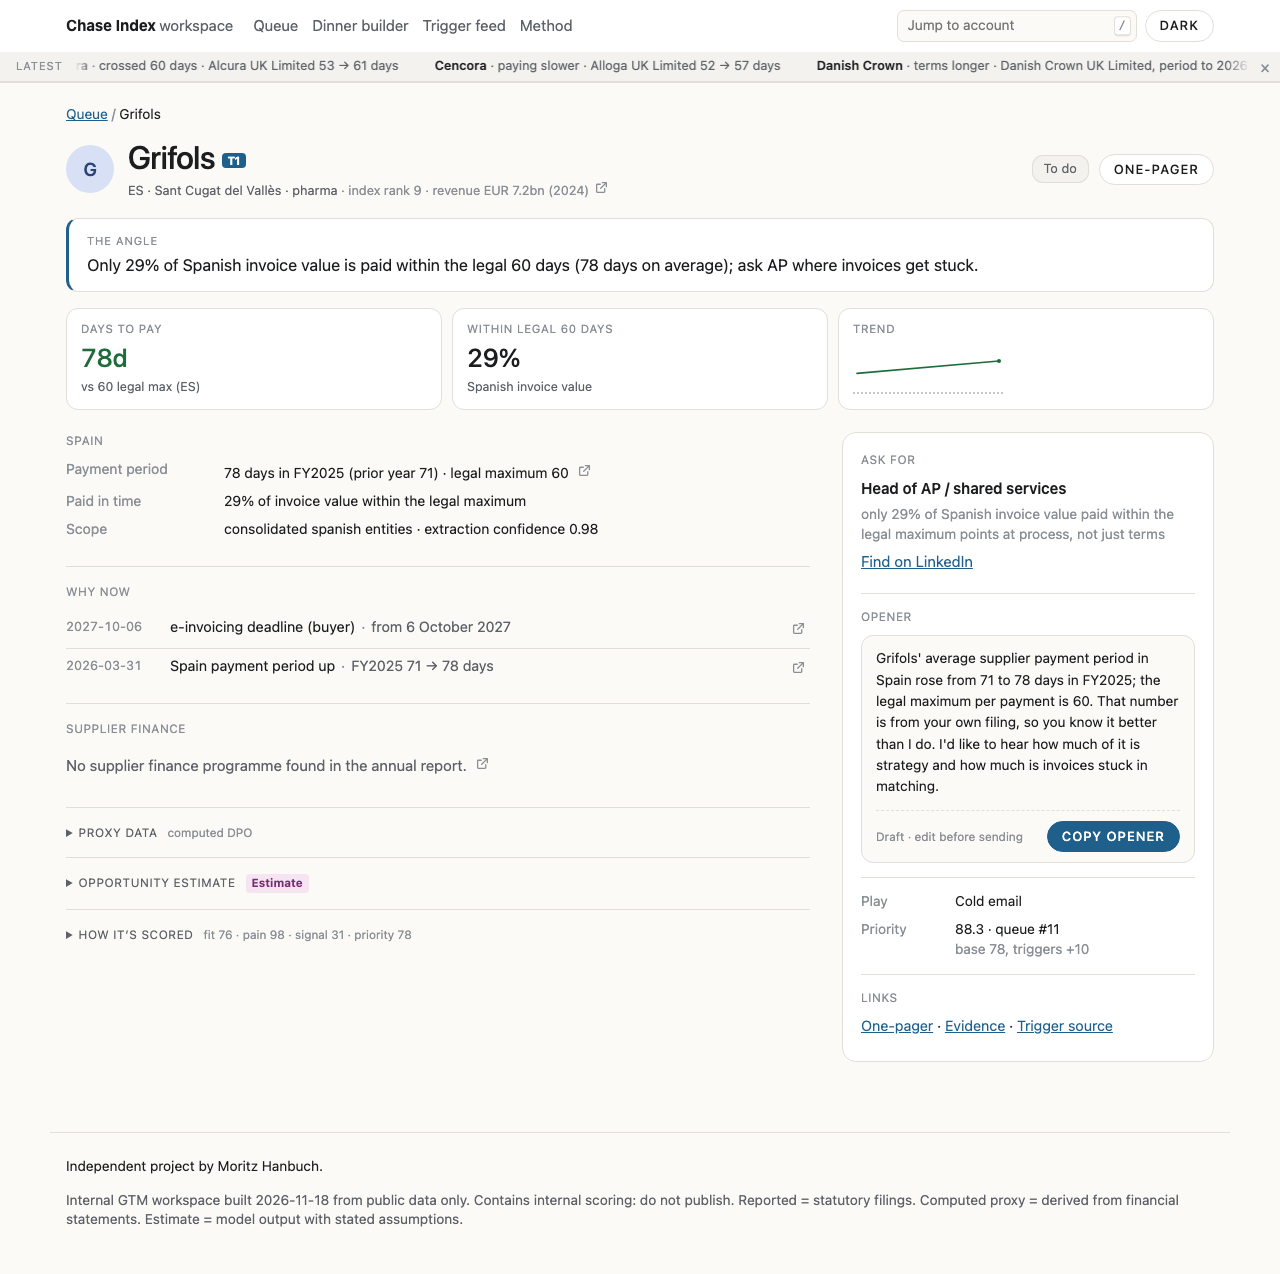 Chase Index workspace Queue Dinner builder Trigger feed Method Jump to account / DARK
LATEST · crossed 60 days · Alcura UK Limited 53 → 61 days Cencora · paying slower · Alloga UK Limited 52 → 57 days Danish Crown · terms longer · Danish Crown UK Limited, period to 2026 ×
Queue / Grifols
G
Grifols T1
ES · Sant Cugat del Vallès · pharma · index rank 9 · revenue EUR 7.2bn (2024)
To do ONE-PAGER
THE ANGLE
Only 29% of Spanish invoice value is paid within the legal 60 days (78 days on average); ask AP where invoices get stuck.
DAYS TO PAY
78d
vs 60 legal max (ES)
WITHIN LEGAL 60 DAYS
29%
Spanish invoice value
TREND
SPAIN
Payment period 78 days in FY2025 (prior year 71) · legal maximum 60
Paid in time 29% of invoice value within the legal maximum
Scope consolidated spanish entities · extraction confidence 0.98
WHY NOW
2027-10-06 e-invoicing deadline (buyer) · from 6 October 2027
2026-03-31 Spain payment period up · FY2025 71 → 78 days
SUPPLIER FINANCE
No supplier finance programme found in the annual report.
PROXY DATA computed DPO
OPPORTUNITY ESTIMATE Estimate
HOW IT'S SCORED fit 76 · pain 98 · signal 31 · priority 78
ASK FOR
Head of AP / shared services
only 29% of Spanish invoice value paid within the
legal maximum points at process, not just terms
Find on LinkedIn
OPENER
Grifols' average supplier payment period in
Spain rose from 71 to 78 days in FY2025; the
legal maximum per payment is 60. That number
is from your own filing, so you know it better
than I do. I'd like to hear how much of it is
strategy and how much is invoices stuck in
matching.
Draft · edit before sending COPY OPENER
Play Cold email
Priority 88.3 · queue #11
base 78, triggers +10
LINKS
One-pager · Evidence · Trigger source
Independent project by Moritz Hanbuch.
Internal GTM workspace built 2026-11-18 from public data only. Contains internal scoring: do not publish. Reported = statutory filings. Computed proxy = derived from financial
statements. Estimate = model output with stated assumptions.